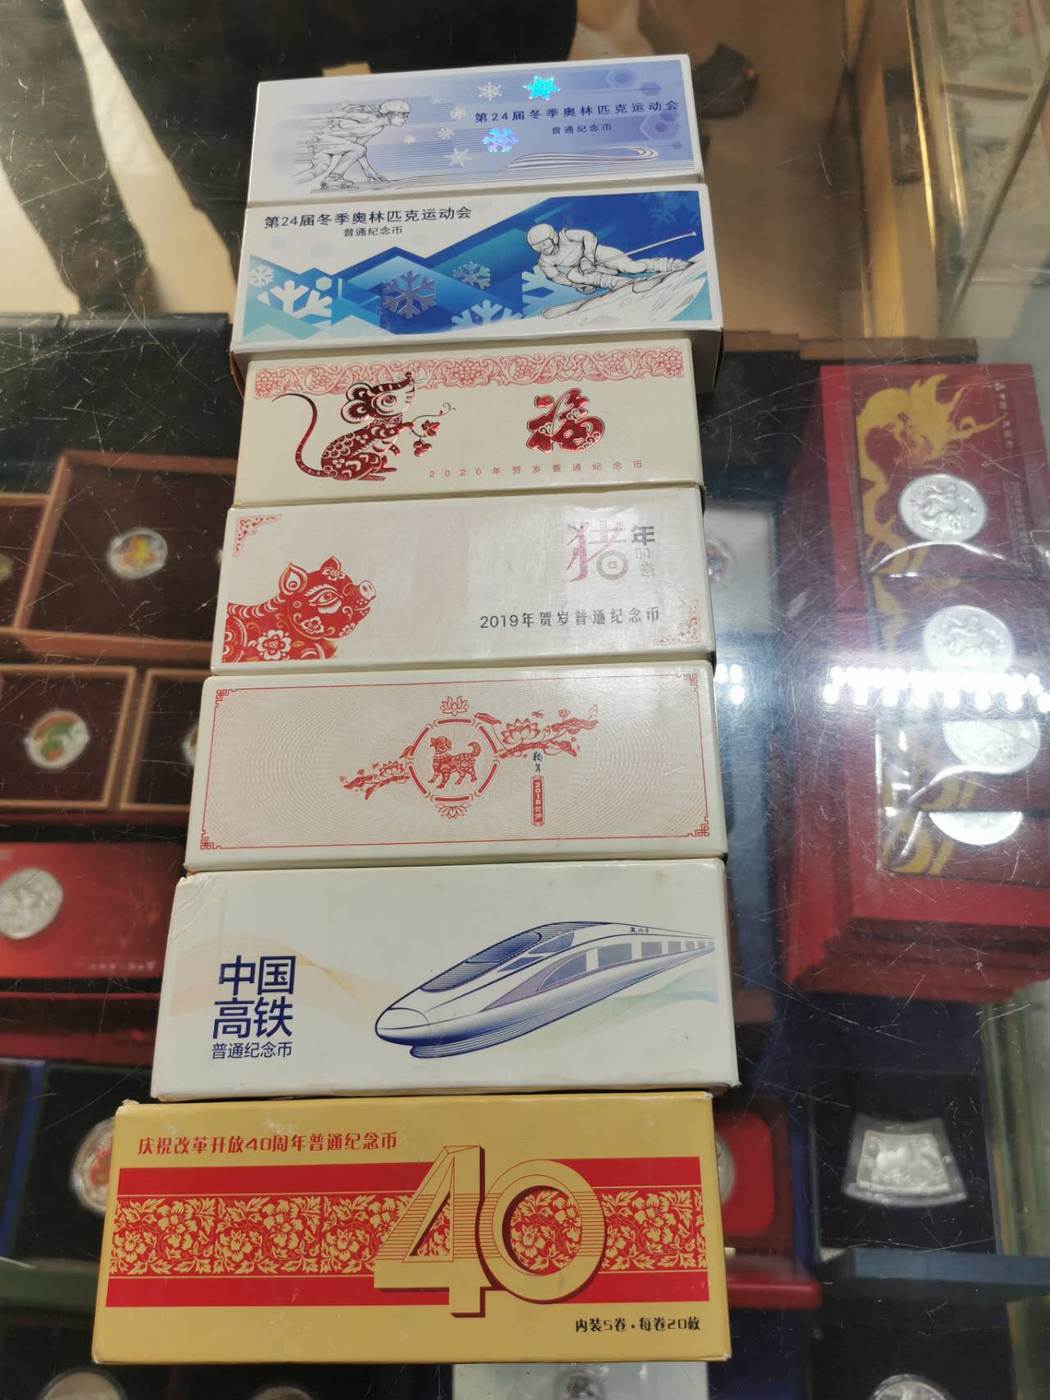 第24届冬季奥林匹克运动会
普通纪念币
第24届冬季奥林匹克运动会
普通纪念币
福
2020年贺岁普通纪念币
猪年
2019年贺岁普通纪念币
狗年
中国
高铁
普通纪念币
庆祝改革开放40周年普通纪念币
40
内装5卷·每卷20枚